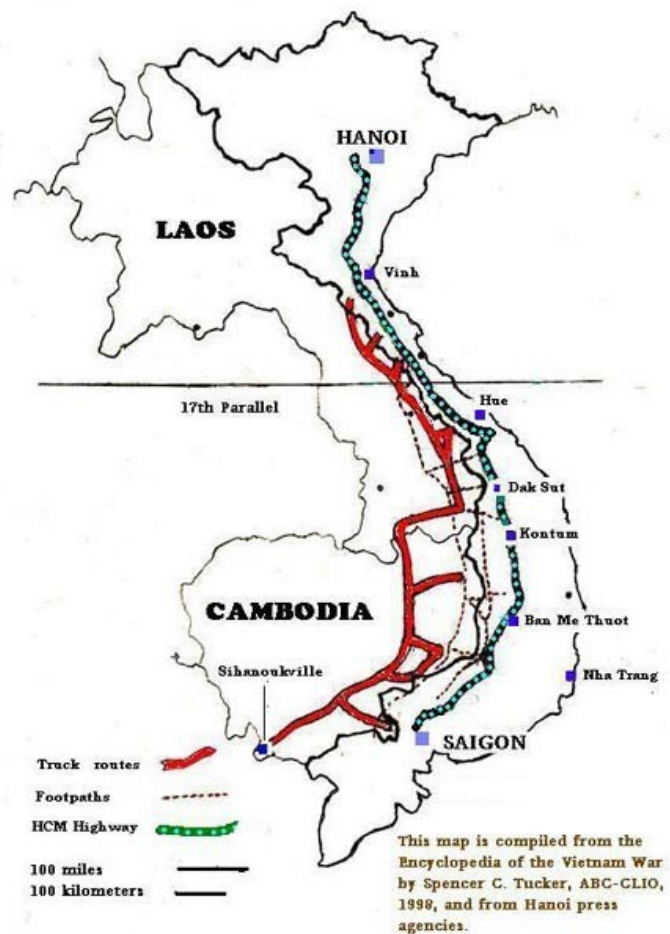 HANOI
LAOS
Vinh
17th Parallel
Hue
Dak Sut
Kontum
CAMBODIA
Ban Me Thuot
Sihanoukville
Nha Trang
SAIGON
Truck routes
Footpaths
HCM Highway
100 miles
100 kilometers
This map is compiled from the
Encyclopedia of the Vietnam War
by Spencer C. Tucker, ABC-CLIO,
1998, and from Hanoi press
agencies.